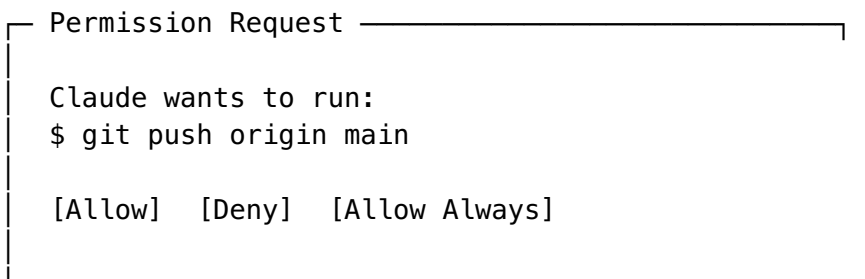 Permission Request
Claude wants to run:
$ git push origin main
[Allow] [Deny] [Allow Always]